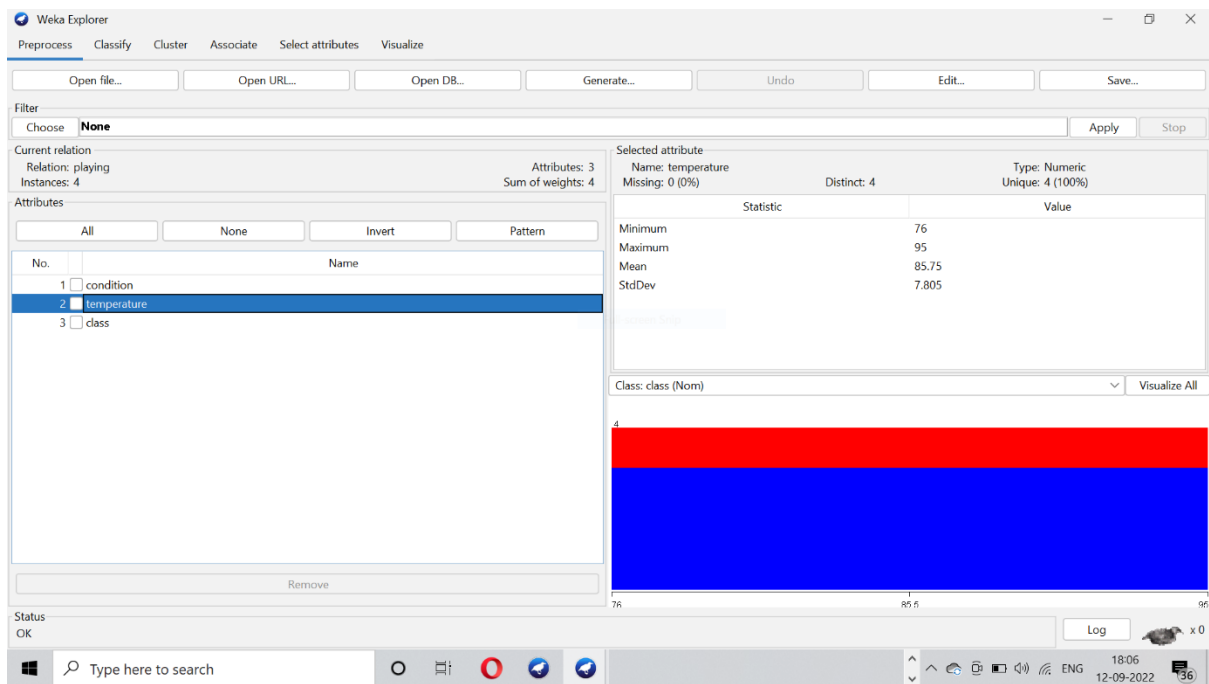 Weka Explorer
Preprocess Classify Cluster Associate Select attributes Visualize
Open file... Open URL... Open DB... Generate... Undo Edit... Save...
Filter
Choose None Apply Stop
Current relation
Relation: playing Attributes: 3
Instances: 4 Sum of weights: 4
Attributes
All None Invert Pattern
No. Name
1 condition
2 temperature
3 class
Remove
Selected attribute
Name: temperature Type: Numeric
Missing: 0 (0%) Distinct: 4 Unique: 4 (100%)
Statistic Value
Minimum 76
Maximum 95
Mean 85.75
StdDev 7.805
Class: class (Nom) Visualize All
4
76 85.5 95
Status
OK Log x 0
Type here to search ENG 18:06
12-09-2022 36